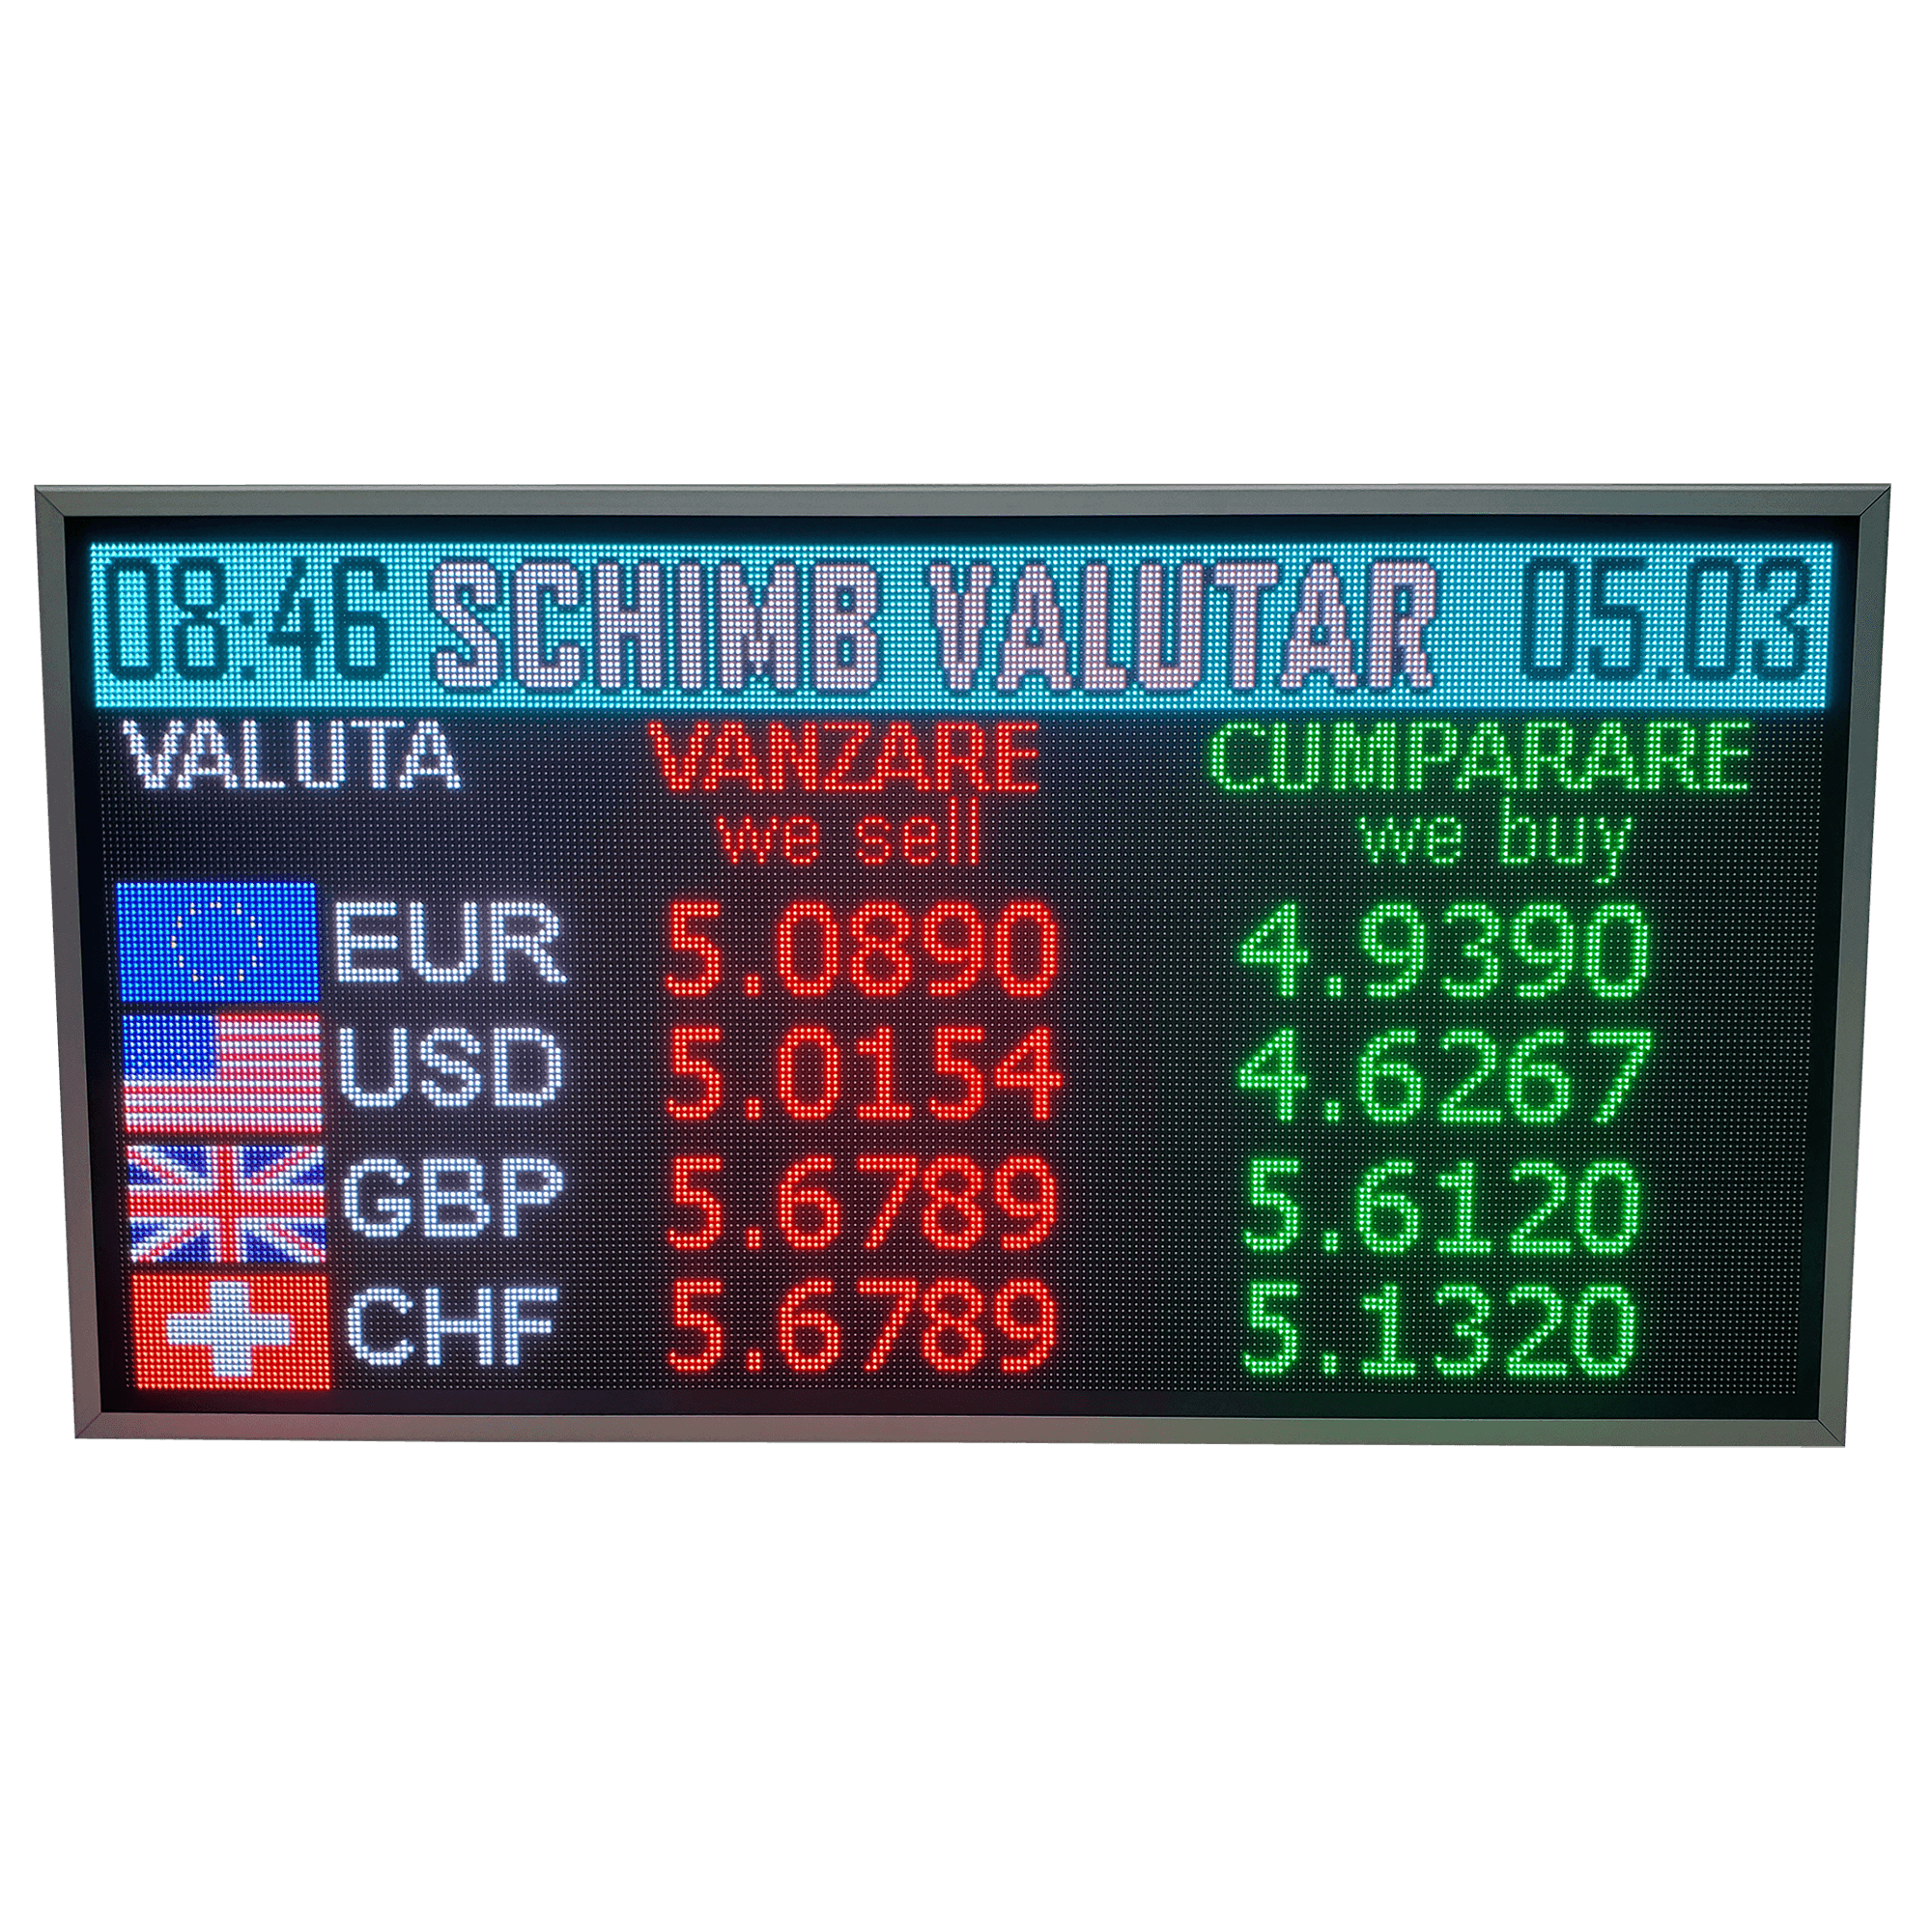 08:46 SCHIMB VALUTAR 05.03
VALUTA VANZARE CUMPARARE
we sell we buy
EUR 5.0890 4.9390
USD 5.0154 4.6267
GBP 5.6789 5.6120
CHF 5.6789 5.1320